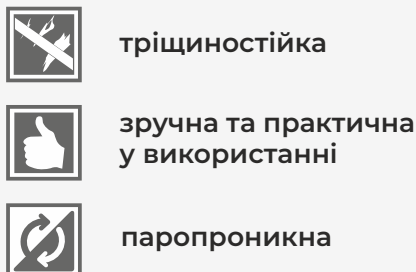 тріщиностійка
зручна та практична
у використанні
паропроникна